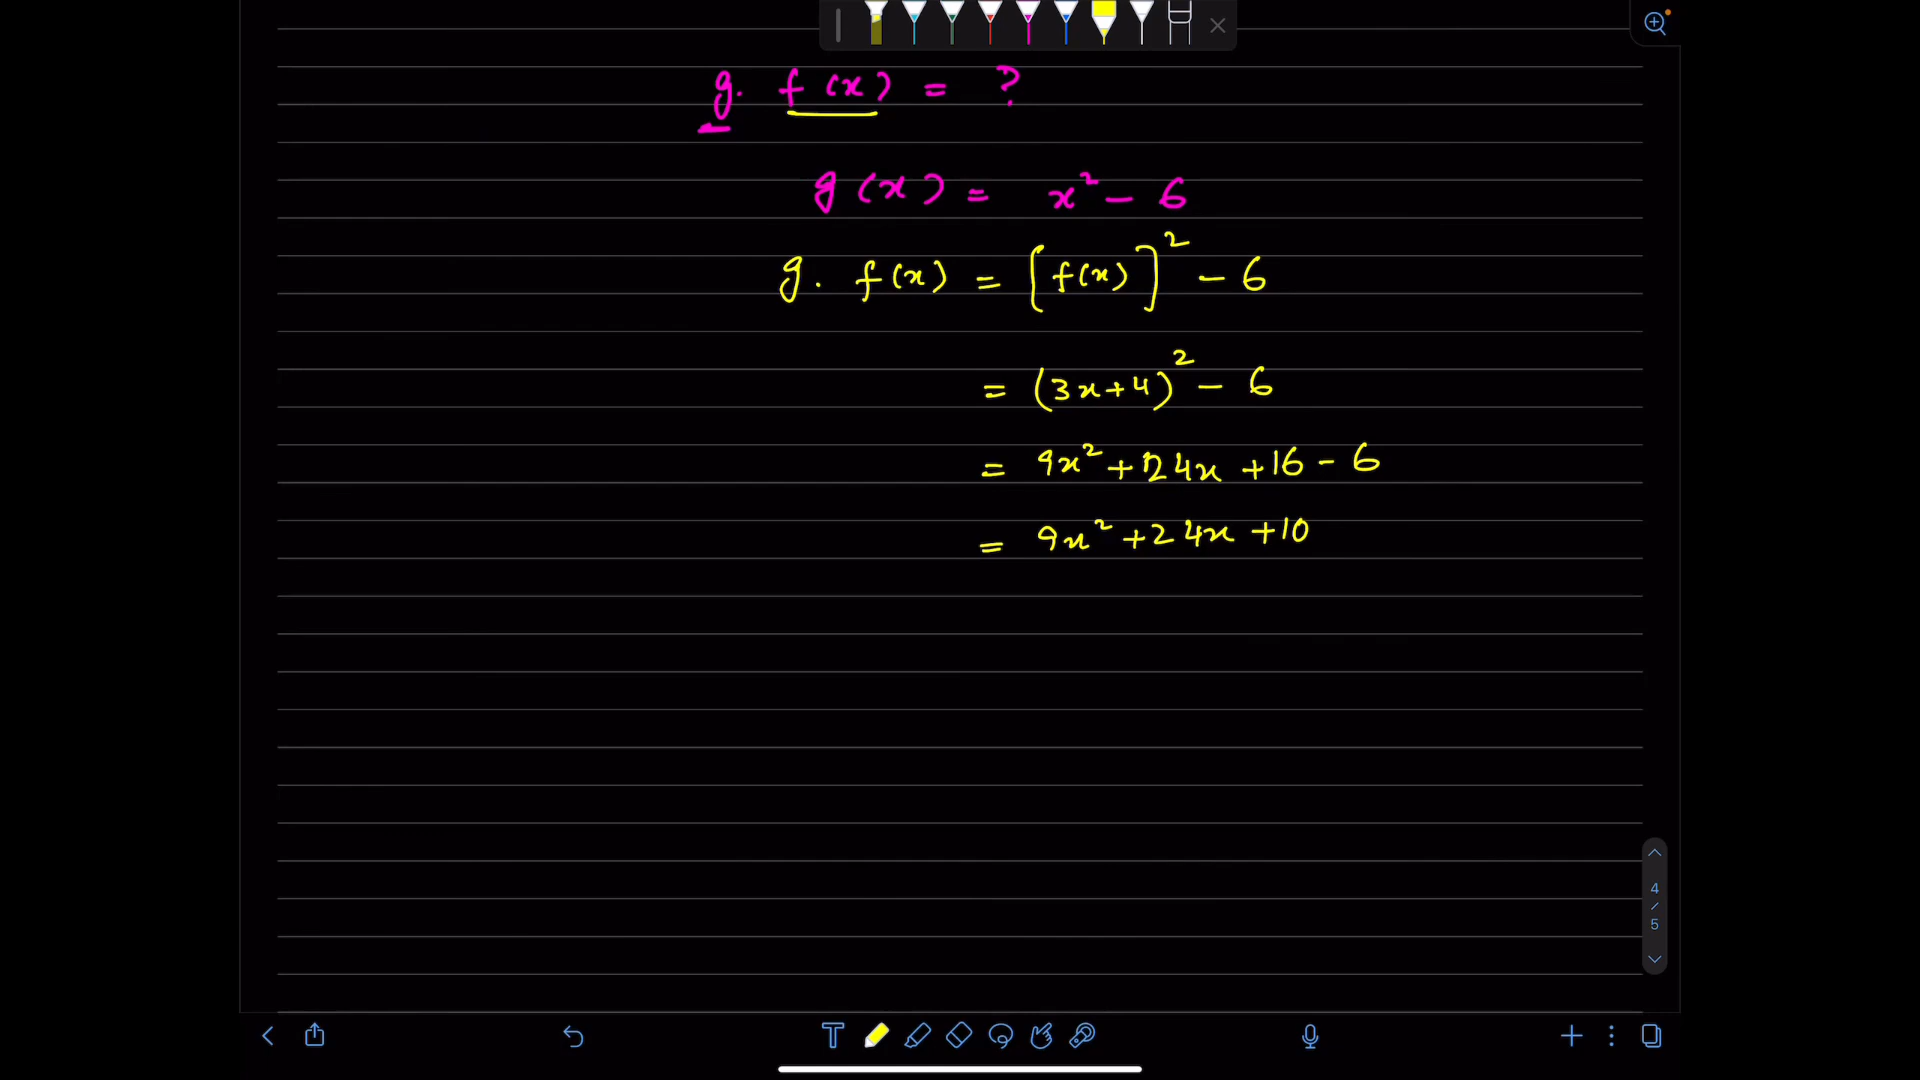 g. f(x) = ?
g(x) = x² - 6
g. f(x) = [f(x)]² - 6
= (3x+4)² - 6
= 9x² + 24x + 16 - 6
= 9x² + 24x + 10
4
/
5
T